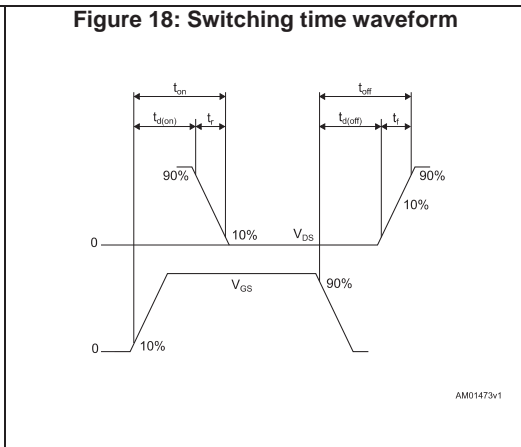 Figure 18: Switching time waveform
ton toff
td(on) tr td(off) tf
90% 90%
10%
10% VDS
0
VGS 90%
0 10%
AM01473v1